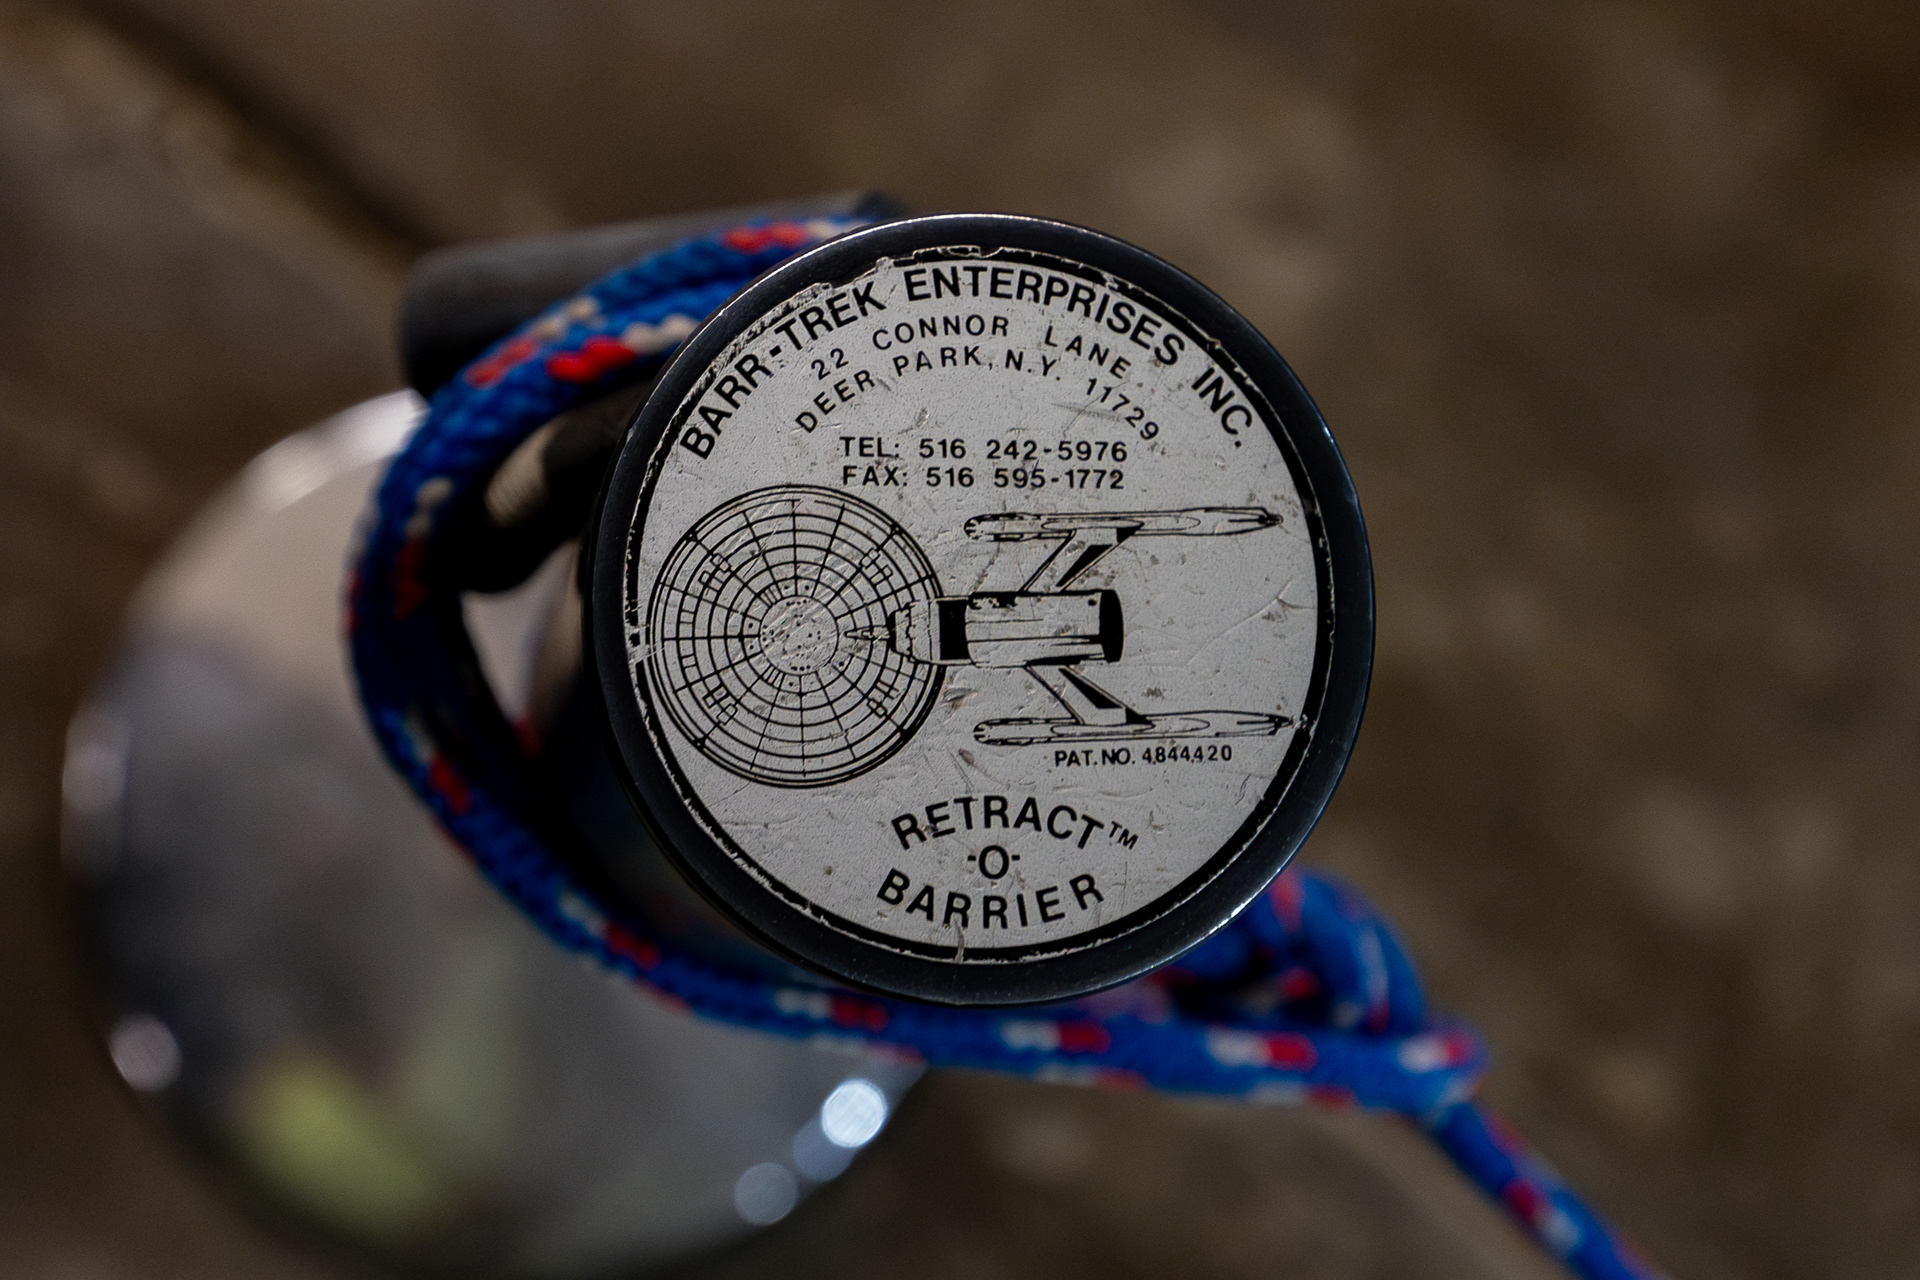 BARR-TREK ENTERPRISES INC.
22 CONNOR LANE
DEER PARK, N.Y. 11729
TEL: 516 242-5976
FAX: 516 595-1772
PAT. NO. 4844420
RETRACT™
-O-
BARRIER